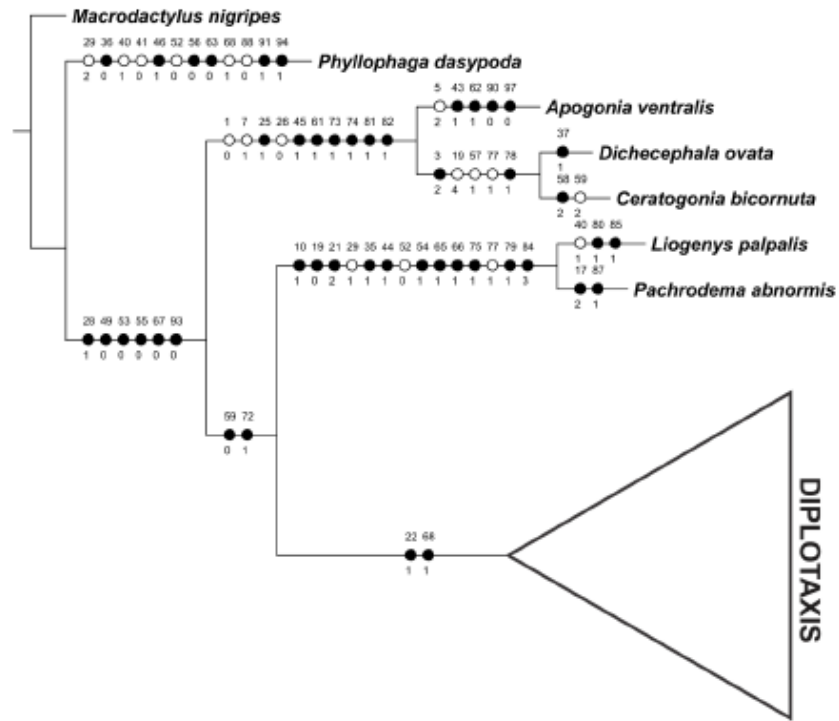 Macrodactylus nigripes
29 36 40 41 46 52 56 63 68 88 91 94
Phyllophaga dasypoda
2 0 1 0 1 0 0 0 1 0 1 1
5 43 62 90 97
Apogonia ventralis
2 1 1 0 0
1 7 25 26 45 61 73 74 81 82
0 1 1 0 1 1 1 1 1 1
37
Dichecephala ovata
1
3 19 57 77 78
2 4 1 1 1
58 59
Ceratogonia bicornuta
2 2
40 80 85
Liogenys palpalis
1 1 1
10 19 21 29 35 44 52 54 65 66 75 77 79 84
1 0 2 1 1 1 0 1 1 1 1 1 1 3
17 87
Pachrodema abnormis
2 1
28 49 53 55 67 93
1 0 0 0 0 0
59 72
0 1
22 68
1 1
DIPLOTAXIS